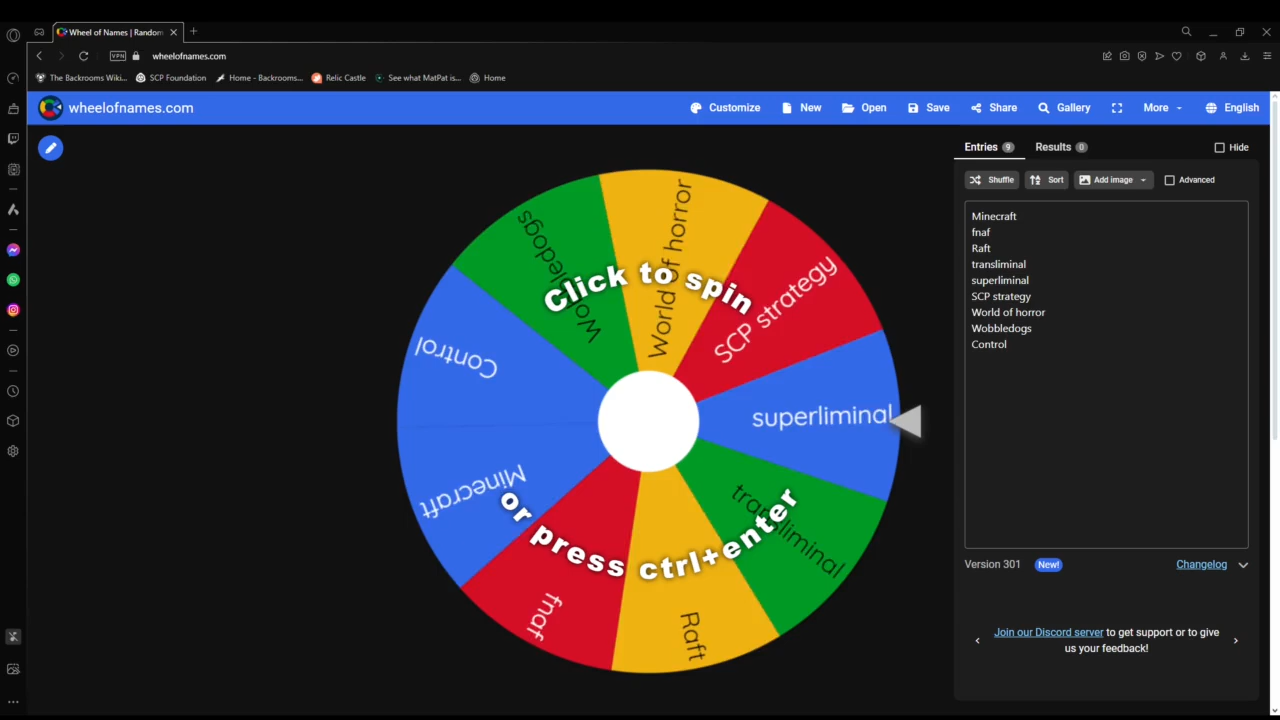 Wheel of Names | Random
VPN
wheelofnames.com
The Backrooms Wiki...
SCP Foundation
Home - Backrooms...
Relic Castle
See what MatPat is...
Home
wheelofnames.com
Customize
New
Open
Save
Share
Gallery
More
English
Entries 9
Results 0
Hide
Shuffle
Sort
Add image
Advanced
Minecraft
fnaf
Raft
transliminal
superliminal
SCP strategy
World of horror
Wobbledogs
Control
Version 301
New!
Changelog
Join our Discord server to get support or to give
us your feedback!
World of horror
SCP strategy
superliminal
transliminal
Raft
fnaf
Minecraft
Control
Wobbledogs
Click to spin
or press ctrl+enter